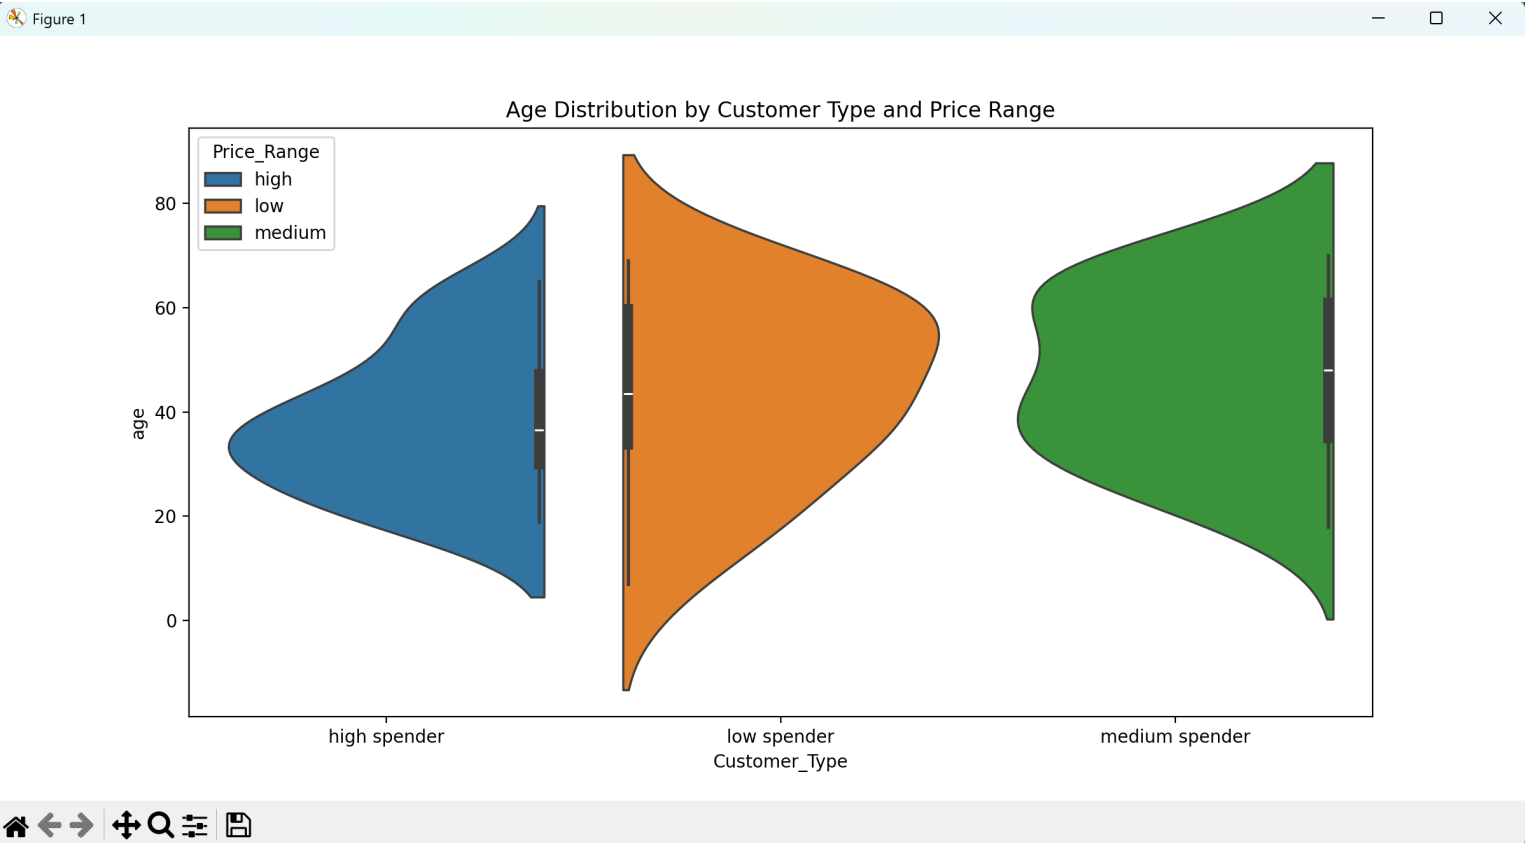 Figure 1
Age Distribution by Customer Type and Price Range
Price_Range
high
low
medium
80
60
40
20
0
age
high spender
low spender
medium spender
Customer_Type